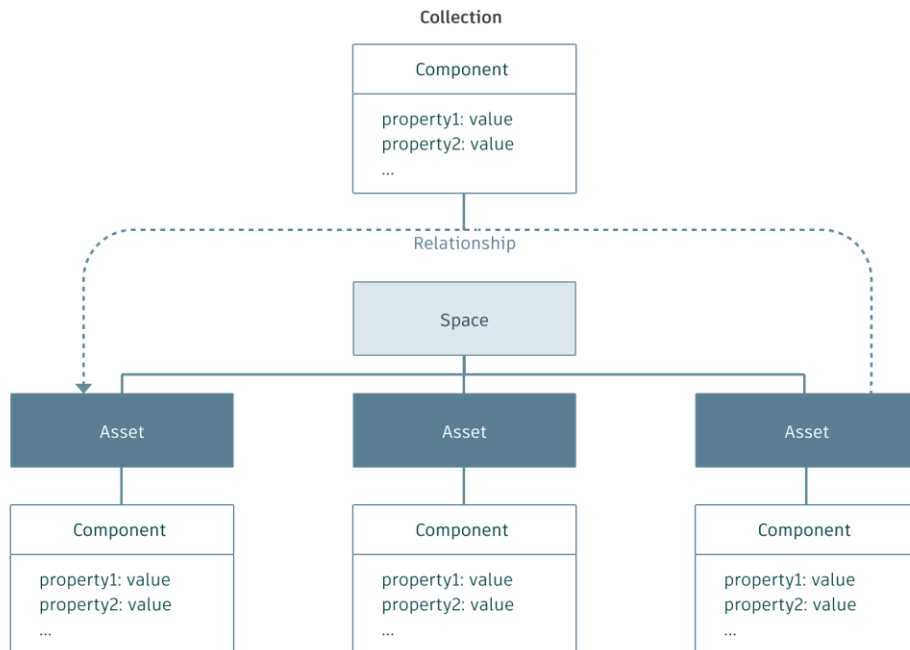 Collection
Component
property1: value
property2: value
...
Relationship
Space
Asset
Asset
Asset
Component
property1: value
property2: value
...
Component
property1: value
property2: value
...
Component
property1: value
property2: value
...